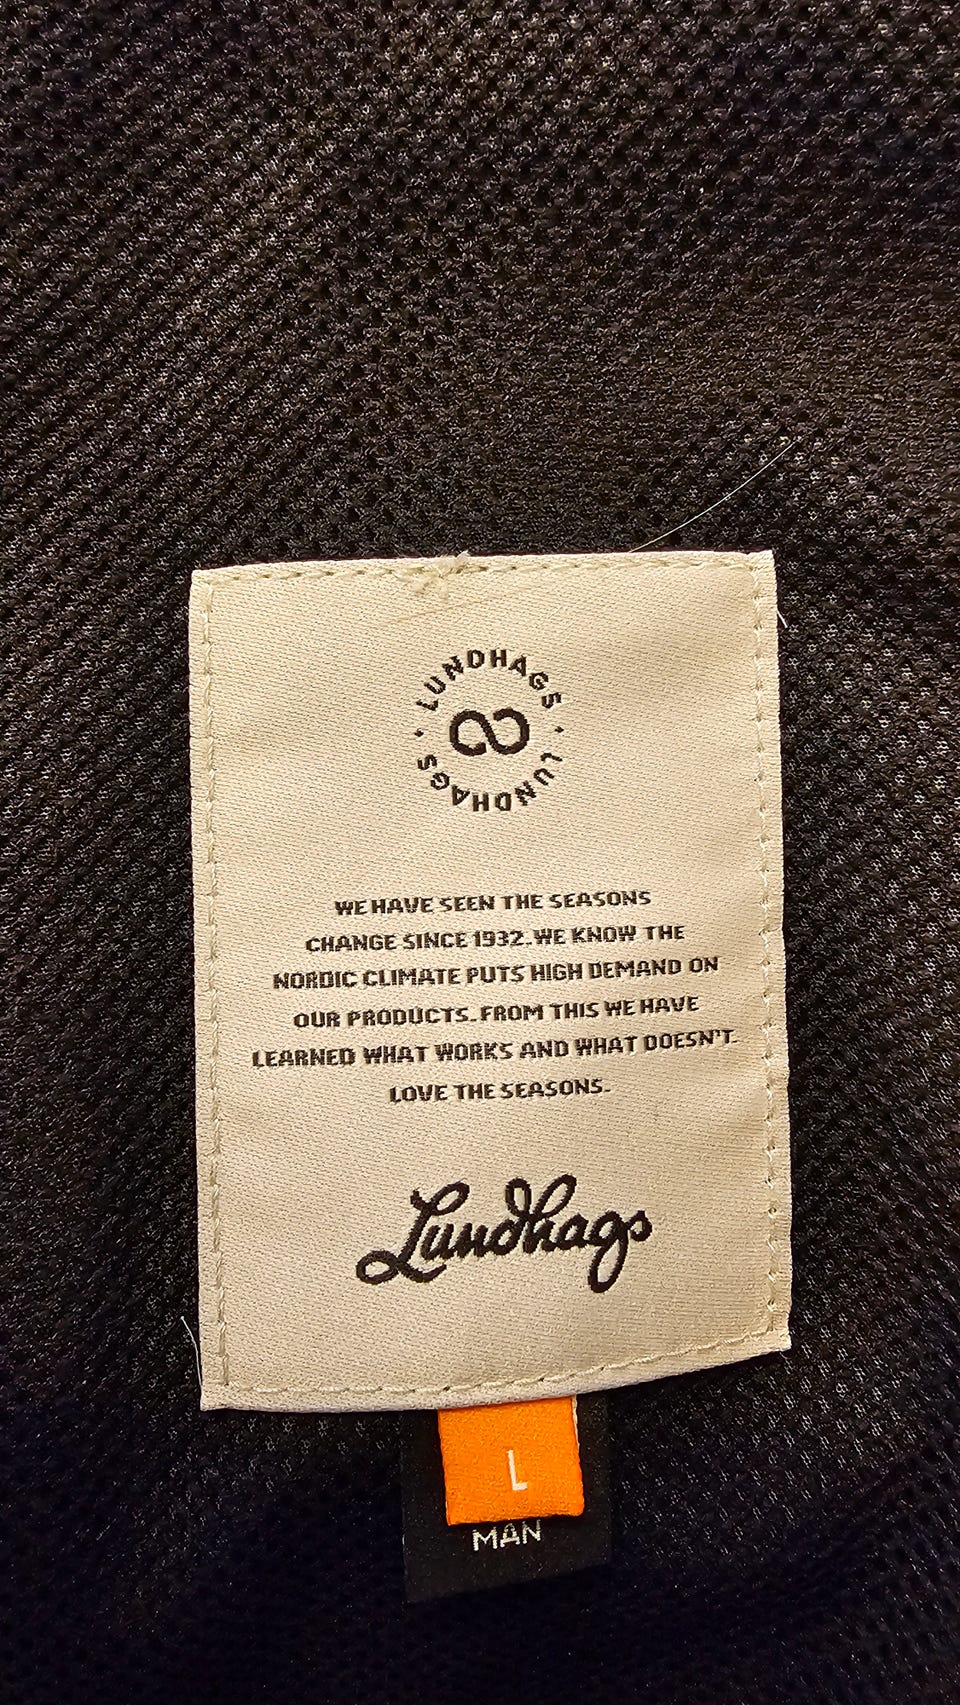 LUNDHAGS · LUNDHAGS ·
WE HAVE SEEN THE SEASONS
CHANGE SINCE 1932. WE KNOW THE
NORDIC CLIMATE PUTS HIGH DEMAND ON
OUR PRODUCTS. FROM THIS WE HAVE
LEARNED WHAT WORKS AND WHAT DOESN'T.
LOVE THE SEASONS.
Lundhags
L
MAN